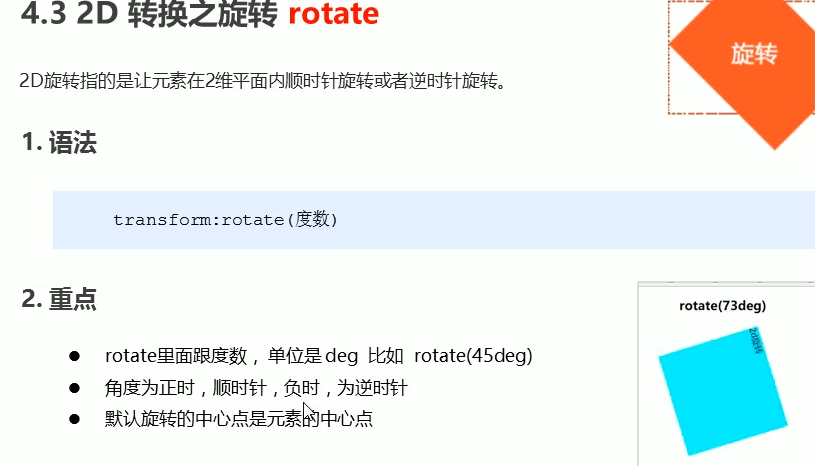 4.3 2D 转换之旋转 rotate
旋转
2D旋转指的是让元素在2维平面内顺时针旋转或者逆时针旋转。
1. 语法
transform:rotate(度数)
2. 重点
rotate(73deg)
2d旋转
● rotate里面跟度数，单位是 deg 比如 rotate(45deg)
● 角度为正时，顺时针，负时，为逆时针
● 默认旋转的中心点是元素的中心点